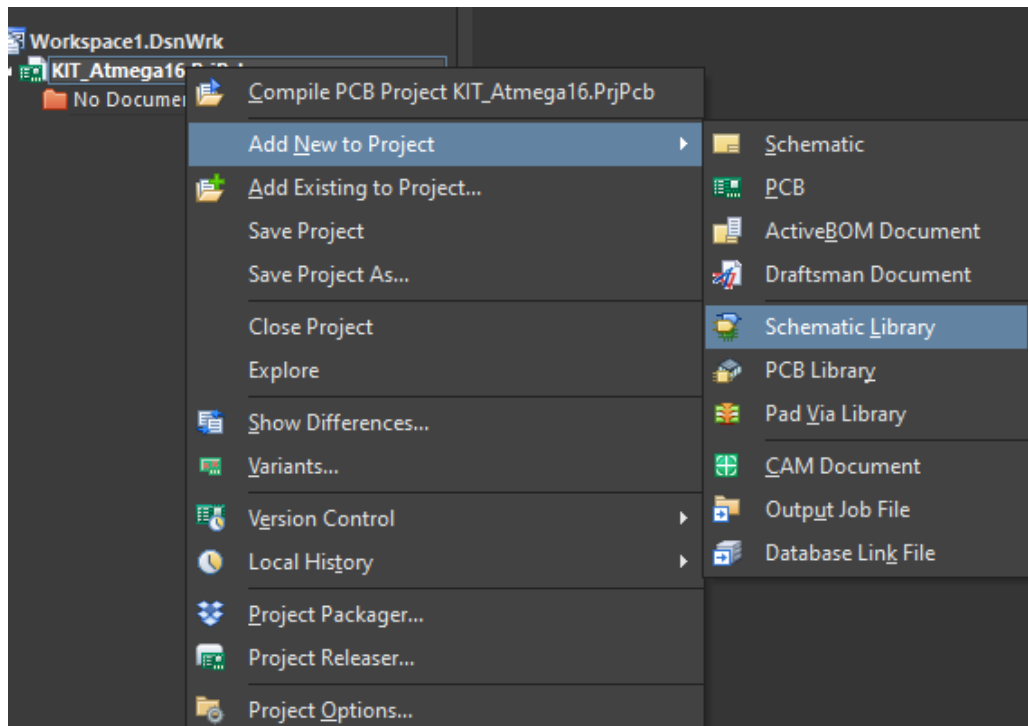 Workspace1.DsnWrk
KIT_Atmega16.PrjPcb
No Docume
Compile PCB Project KIT_Atmega16.PrjPcb
Add New to Project
Add Existing to Project...
Save Project
Save Project As...
Close Project
Explore
Show Differences...
Variants...
Version Control
Local History
Project Packager...
Project Releaser...
Project Options...
Schematic
PCB
ActiveBOM Document
Draftsman Document
Schematic Library
PCB Library
Pad Via Library
CAM Document
Output Job File
Database Link File